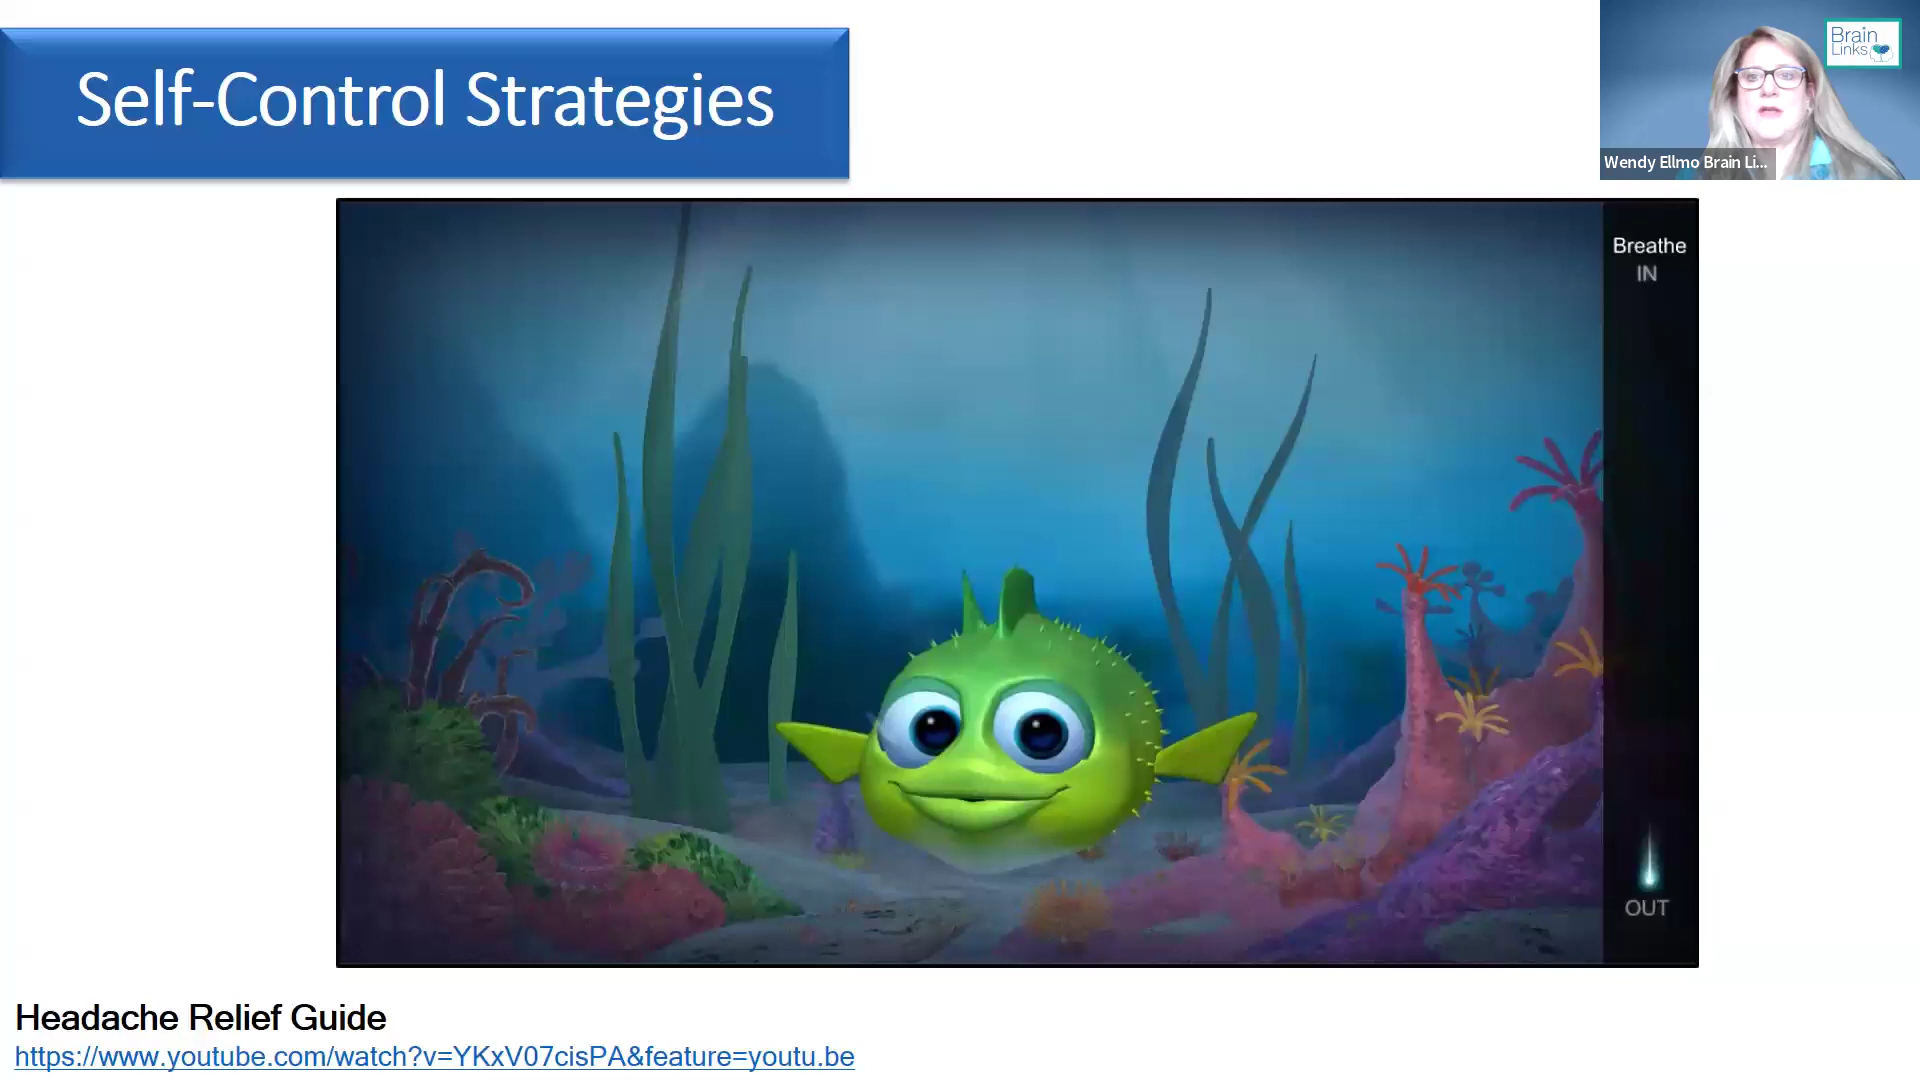 Self-Control Strategies
Brain
Links
Wendy Ellmo Brain Li...
Breathe
IN
OUT
Headache Relief Guide
https://www.youtube.com/watch?v=YKxV07cisPA&feature=youtu.be